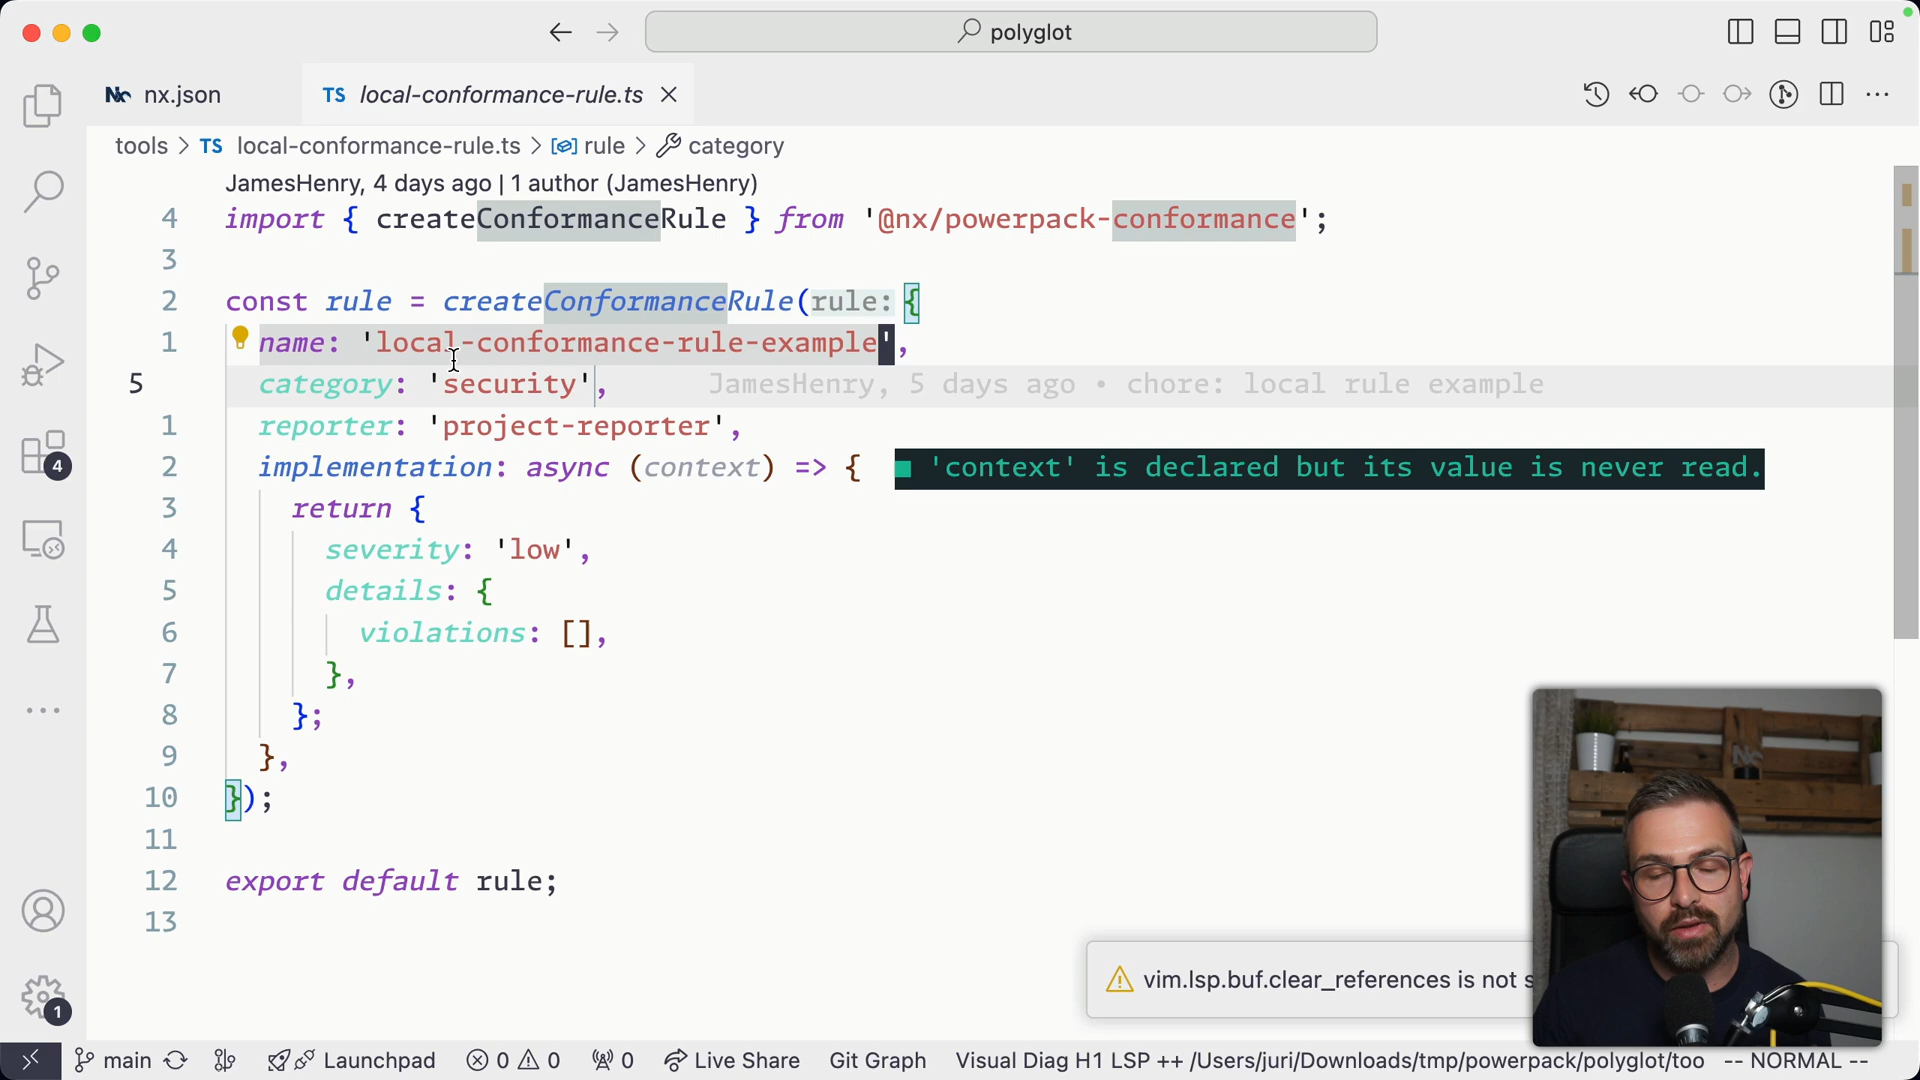 polyglot
nx.json
TS local-conformance-rule.ts
tools > TS local-conformance-rule.ts > rule > category
JamesHenry, 4 days ago | 1 author (JamesHenry)
4 import { createConformanceRule } from '@nx/powerpack-conformance';
3
2 const rule = createConformanceRule(rule: {
1 name: 'local-conformance-rule-example',
5 category: 'security', JamesHenry, 5 days ago • chore: local rule example
1 reporter: 'project-reporter',
2 implementation: async (context) => { ■ 'context' is declared but its value is never read.
3 return {
4 severity: 'low',
5 details: {
6 violations: [],
7 },
8 };
9 },
10 });
11
12 export default rule;
13
4
1
vim.lsp.buf.clear_references is not
main Launchpad 0 0 0 Live Share Git Graph Visual Diag H1 LSP ++ /Users/juri/Downloads/tmp/powerpack/polyglot/too -- NORMAL --